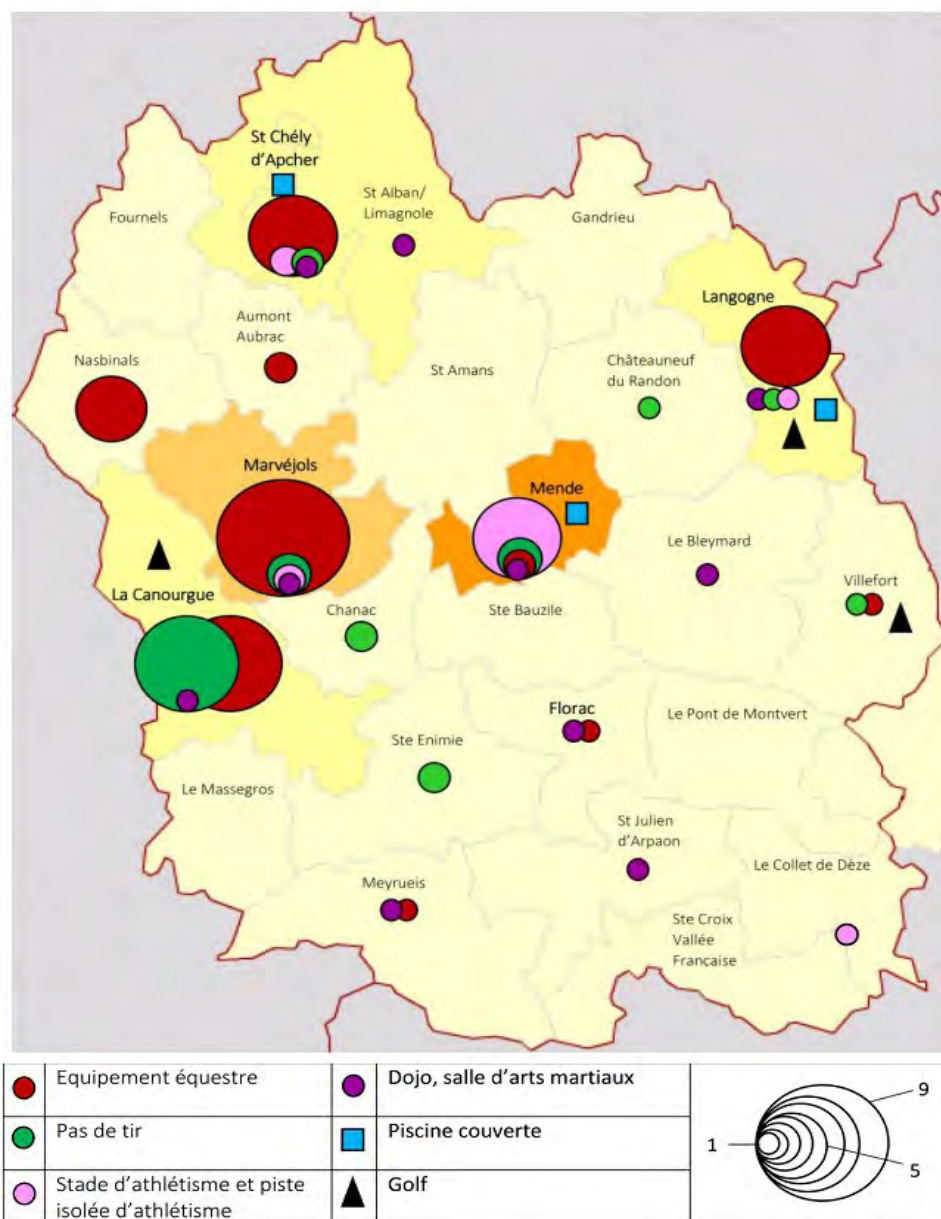 St Chély
d'Apcher
St Alban/
Limagnole
Fournels
Gandrieu
Langogne
Aumont
Aubrac
Nasbinals
St Amans
Châteauneuf
du Randon
Marvéjols
Mende
Le Bleymard
La Canourgue
Villefort
Chanac
Ste Bauzile
Florac
Le Pont de Montvert
Ste Enimie
Le Massegros
St Julien
d'Arpaon
Le Collet de Dèze
Meyrueis
Ste Croix
Vallée
Française
Equipement équestre
Dojo, salle d'arts martiaux
9
Pas de tir
Piscine couverte
1
5
Stade d'athlétisme et piste
isolée d'athlétisme
Golf